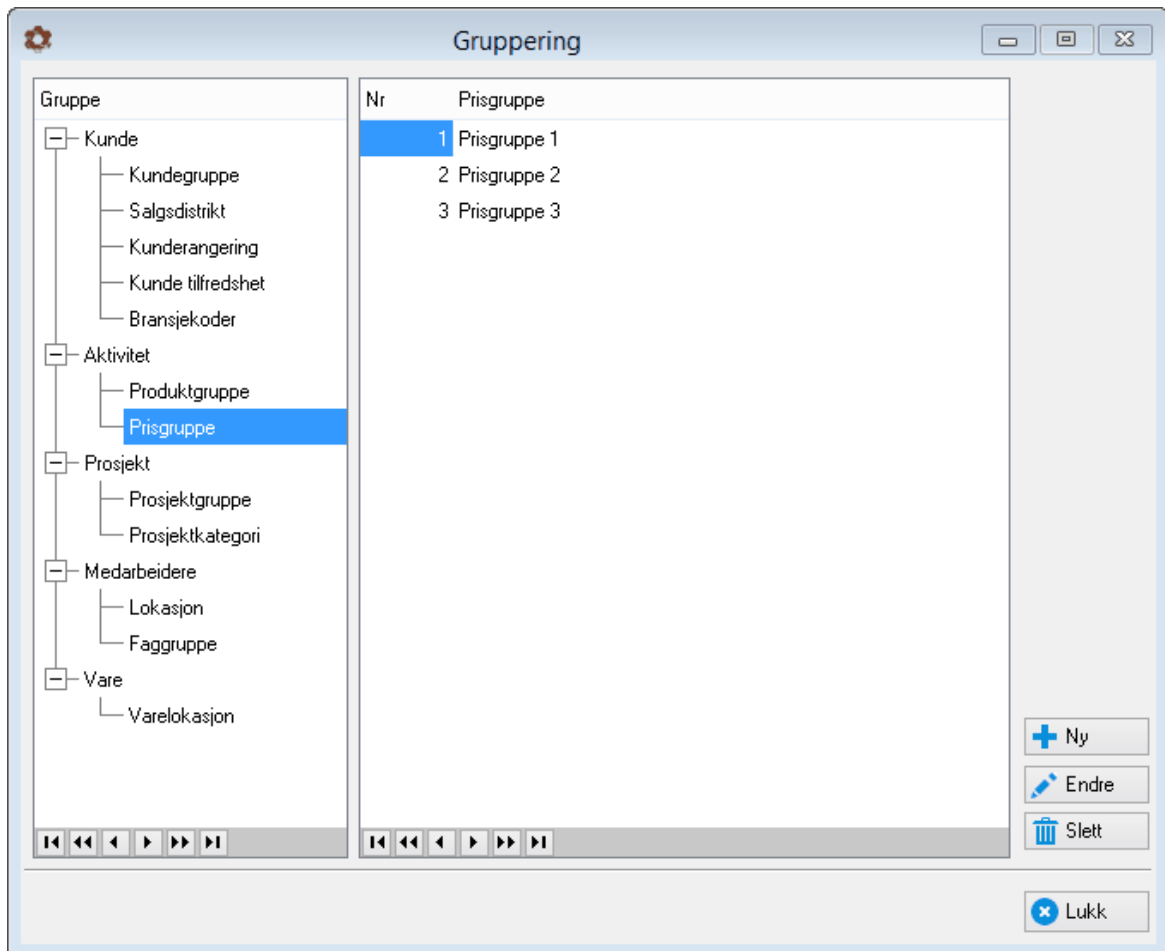 Gruppering
Gruppe
Kunde
Kundegruppe
Salgsdistrikt
Kunderangering
Kunde tilfredshet
Bransjekoder
Aktivitet
Produktgruppe
Prisgruppe
Prosjekt
Prosjektgruppe
Prosjektkategori
Medarbeidere
Lokasjon
Faggruppe
Vare
Varelokasjon
Nr Prisgruppe
1 Prisgruppe 1
2 Prisgruppe 2
3 Prisgruppe 3
Ny
Endre
Slett
Lukk